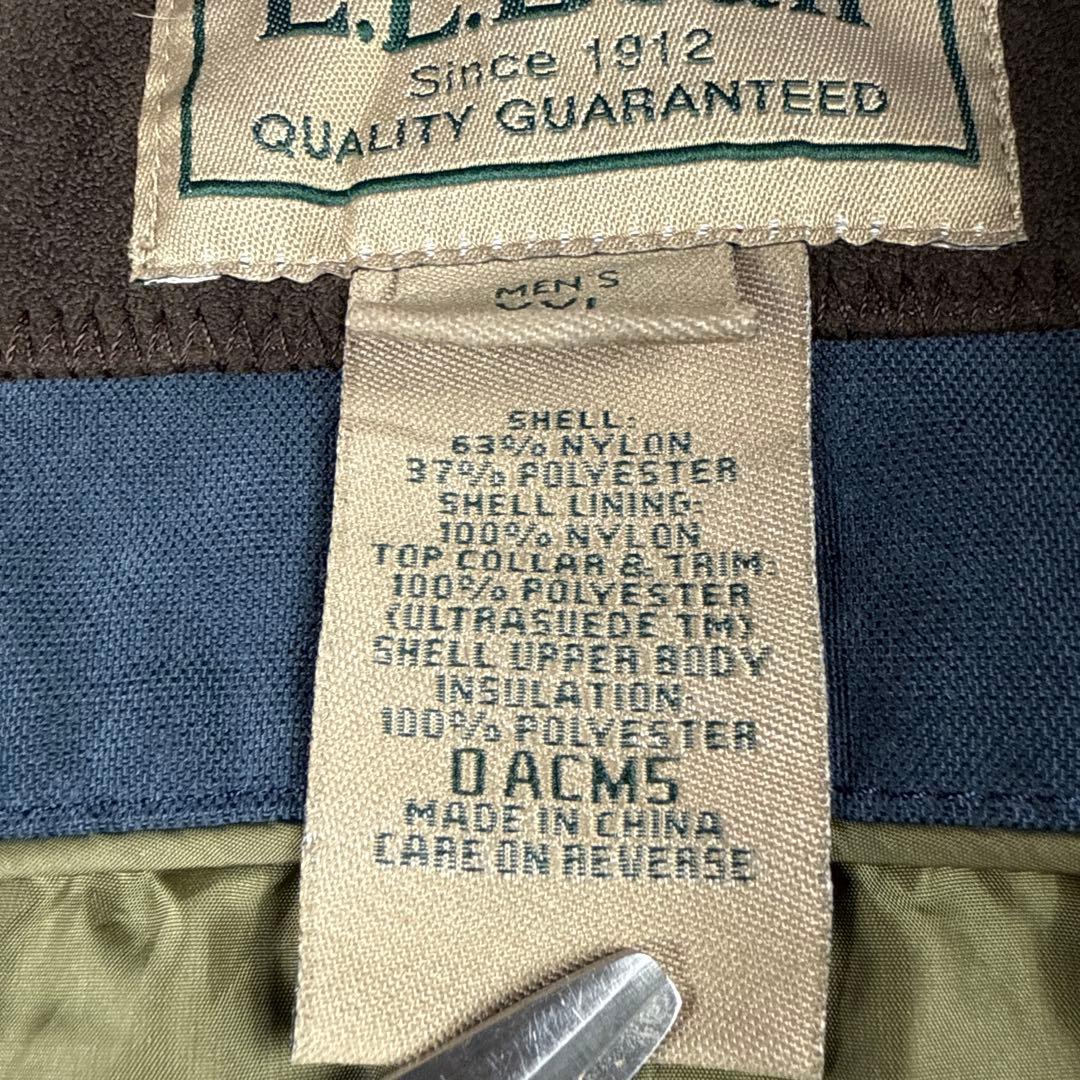 L.L.Bean
Since 1912
QUALITY GUARANTEED
MEN'S
SHELL:
63% NYLON
37% POLYESTER
SHELL LINING:
100% NYLON
TOP COLLAR & TRIM:
100% POLYESTER
(ULTRASUEDE TM)
SHELL UPPER BODY
INSULATION:
100% POLYESTER
0ACM5
MADE IN CHINA
CARE ON REVERSE